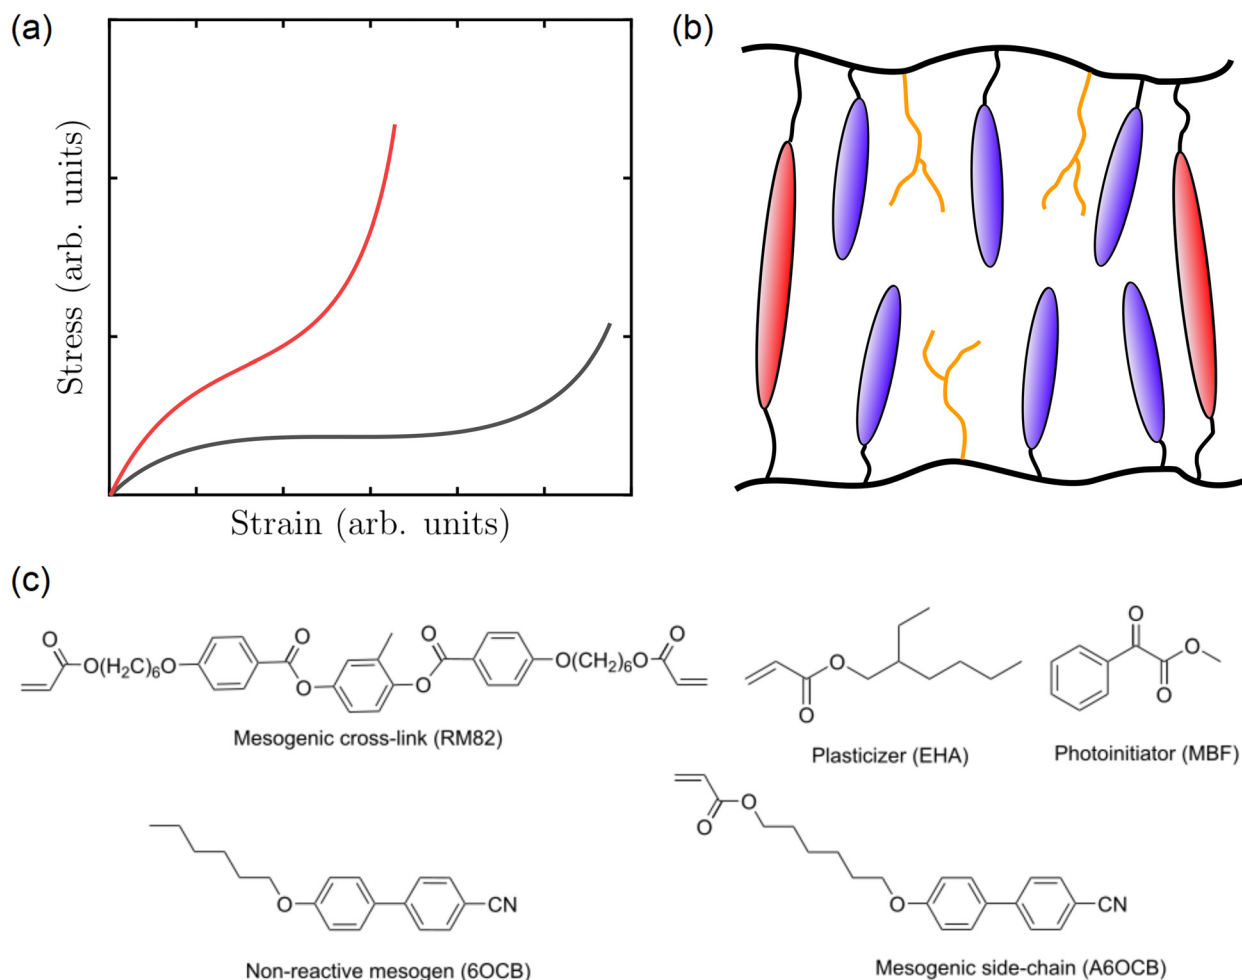 (a)
Stress (arb. units)
Strain (arb. units)
(b)
(c)
O
O(H₂C)₆O
O
O
O
O
O(CH₂)₆O
O
Mesogenic cross-link (RM82)
O
O
Plasticizer (EHA)
O
O
O
Photoinitiator (MBF)
O
CN
Non-reactive mesogen (6OCB)
O
O
O
CN
Mesogenic side-chain (A6OCB)